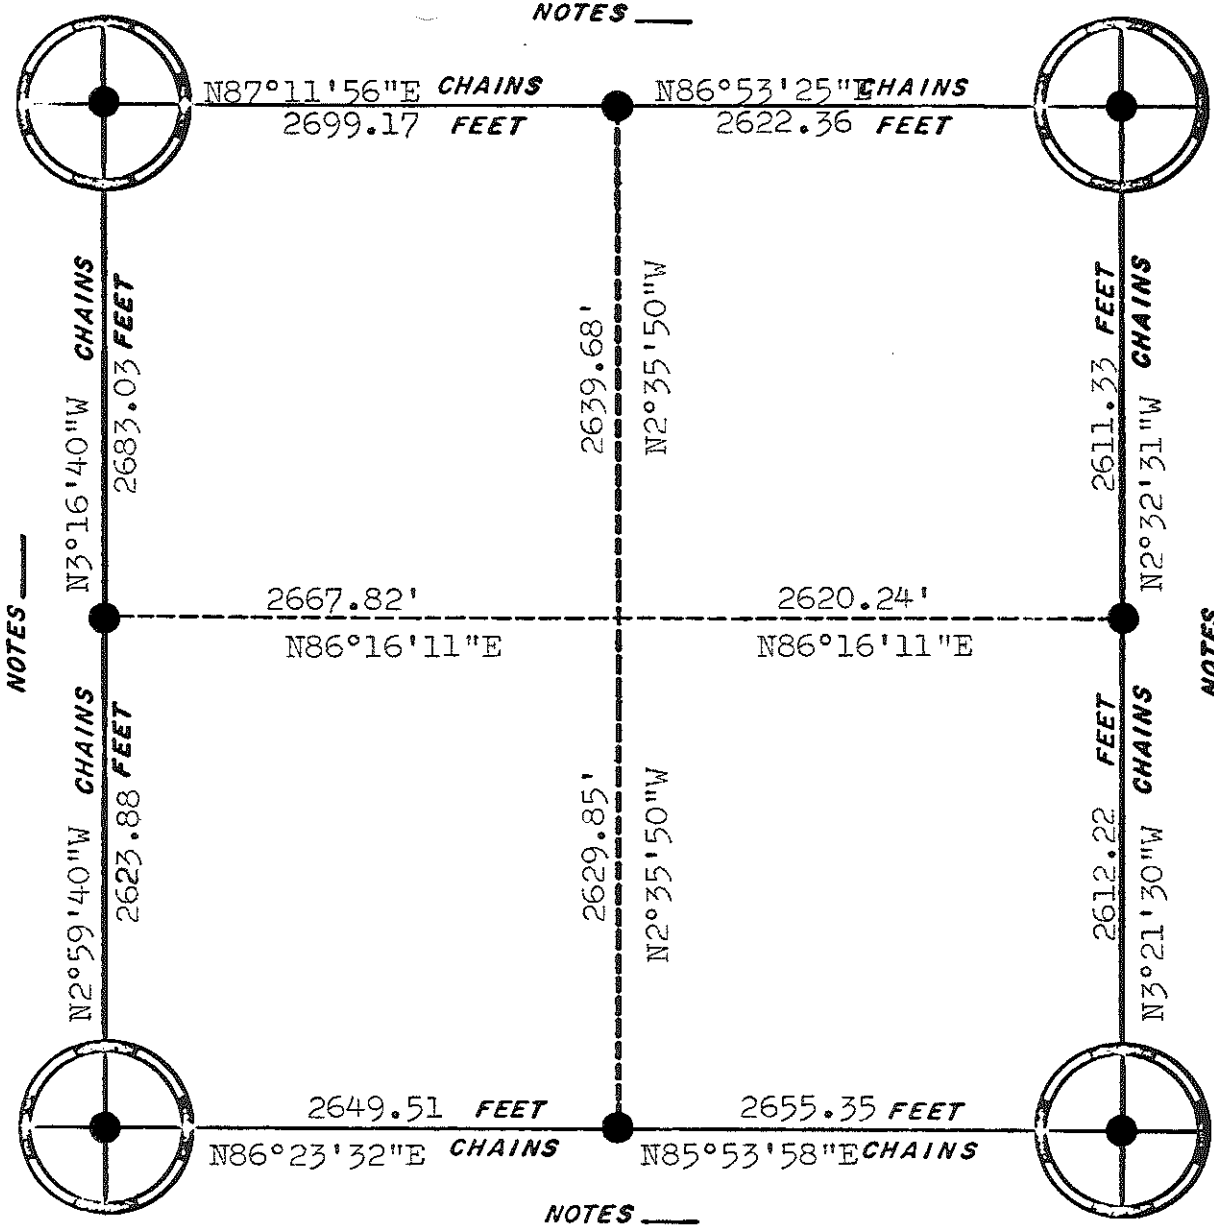 NOTES
N87°11'56"E CHAINS
2699.17 FEET
N86°53'25"E CHAINS
2622.36 FEET
CHAINS
FEET
N3°16'40"W
2683.03
2639.68'
N2°35'50"W
FEET
CHAINS
2611.33
N2°32'31"W
NOTES
2667.82'
N86°16'11"E
2620.24'
N86°16'11"E
NOTES
CHAINS
FEET
N2°59'40"W
2623.88
2629.85'
N2°35'50"W
FEET
CHAINS
2612.22
N3°21'30"W
2649.51 FEET
N86°23'32"E CHAINS
2655.35 FEET
N85°53'58"E CHAINS
NOTES